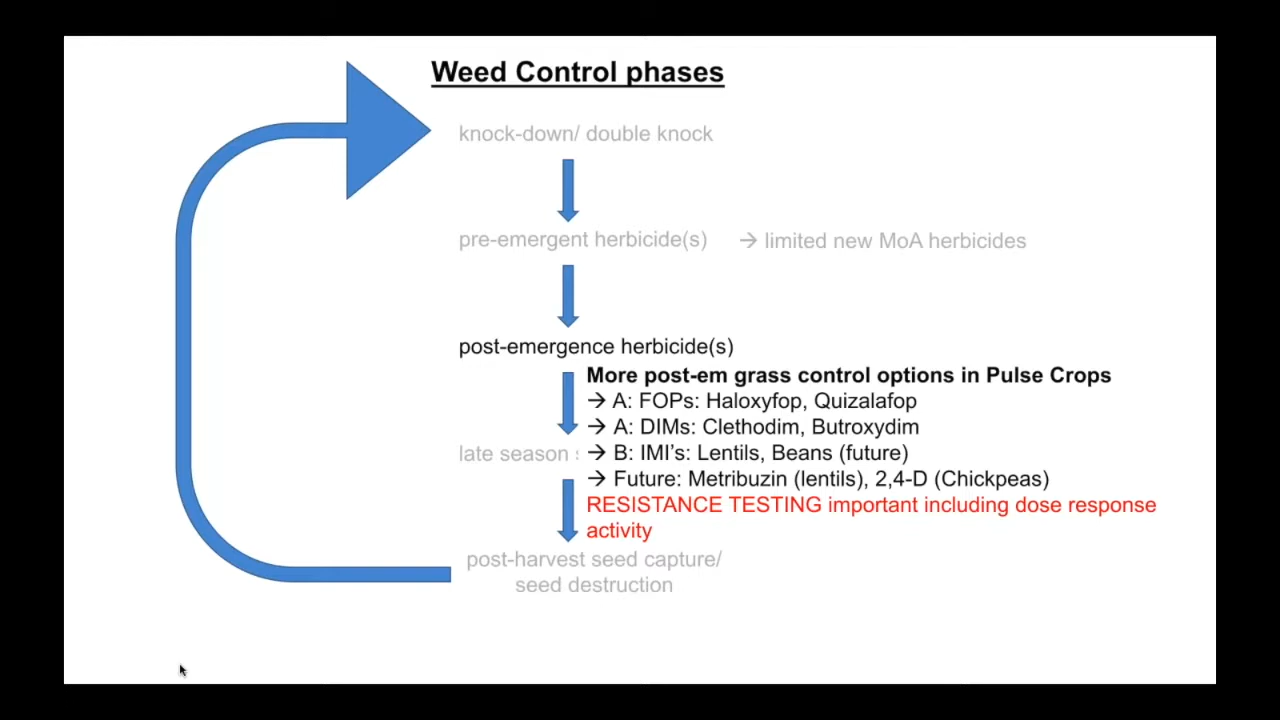 Weed Control phases
knock-down/ double knock
pre-emergent herbicide(s) → limited new MoA herbicides
post-emergence herbicide(s)
More post-em grass control options in Pulse Crops
→ A: FOPs: Haloxyfop, Quizalafop
→ A: DIMs: Clethodim, Butroxydim
late season
→ B: IMI's: Lentils, Beans (future)
→ Future: Metribuzin (lentils), 2,4-D (Chickpeas)
RESISTANCE TESTING important including dose response
activity
post-harvest seed capture/
seed destruction